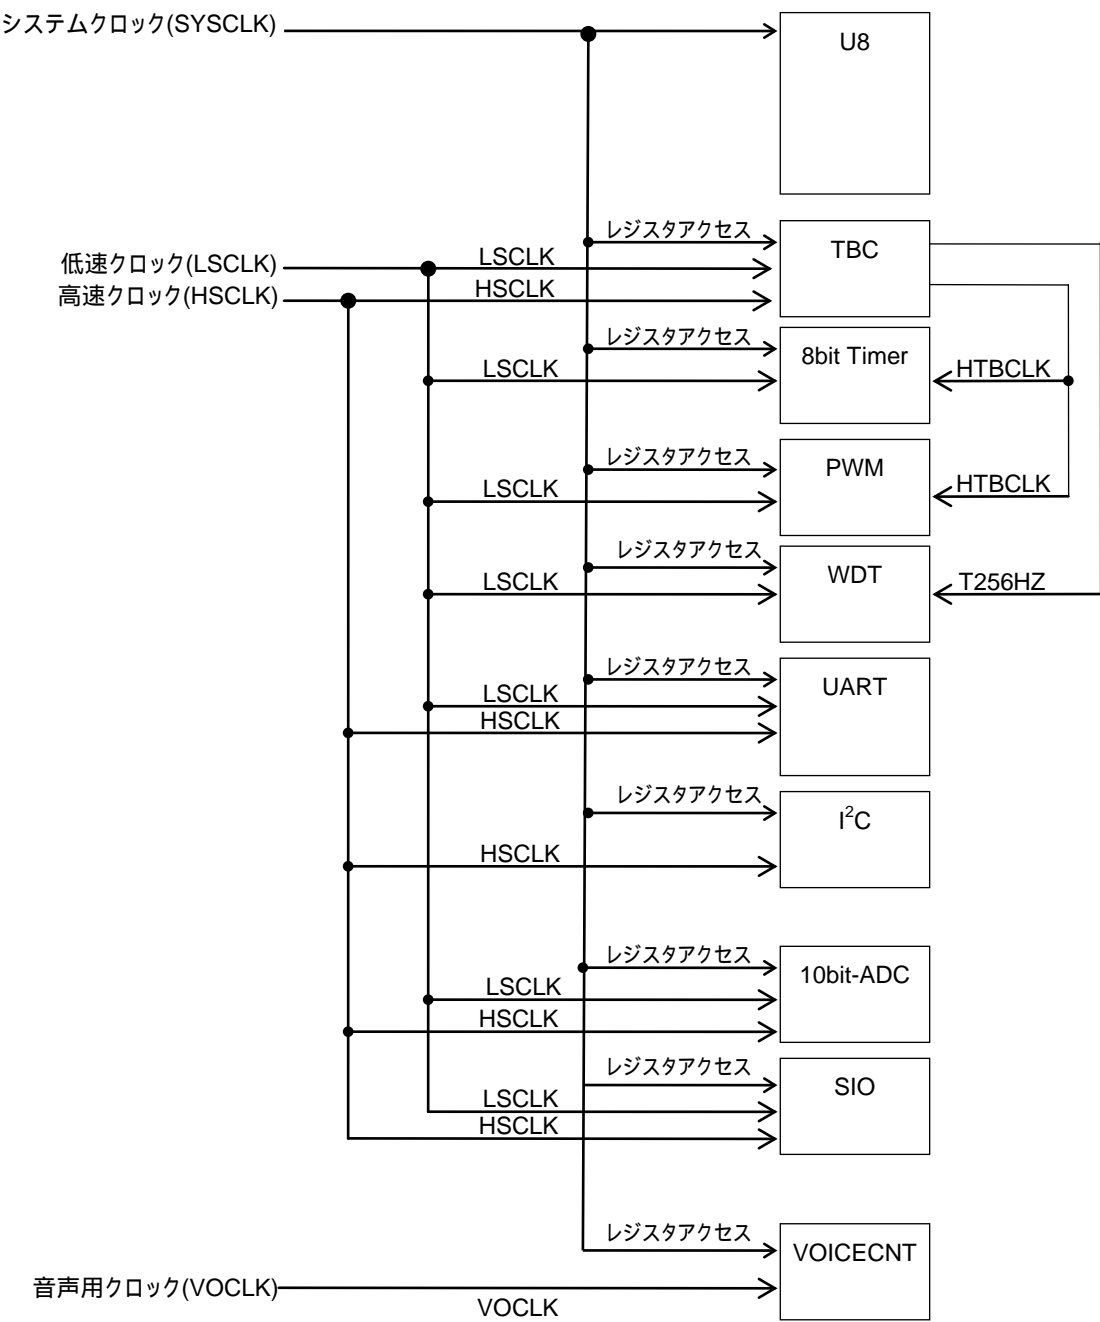 システムクロック(SYSCLK)
U8
レジスタアクセス
TBC
低速クロック(LSCLK)
LSCLK
高速クロック(HSCLK)
HSCLK
レジスタアクセス
8bit Timer
LSCLK
HTBCLK
レジスタアクセス
PWM
LSCLK
HTBCLK
レジスタアクセス
WDT
LSCLK
T256HZ
レジスタアクセス
UART
LSCLK
HSCLK
レジスタアクセス
I²C
HSCLK
レジスタアクセス
10bit-ADC
LSCLK
HSCLK
レジスタアクセス
SIO
LSCLK
HSCLK
レジスタアクセス
VOICECNT
音声用クロック(VOCLK)
VOCLK